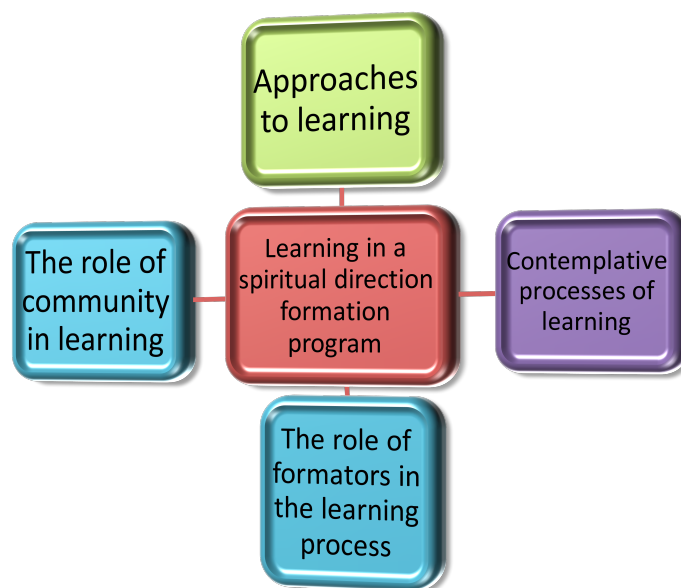 Approaches
to learning
The role of
community
in learning
Learning in a
spiritual direction
formation
program
Contemplative
processes of
learning
The role of
formators in
the learning
process